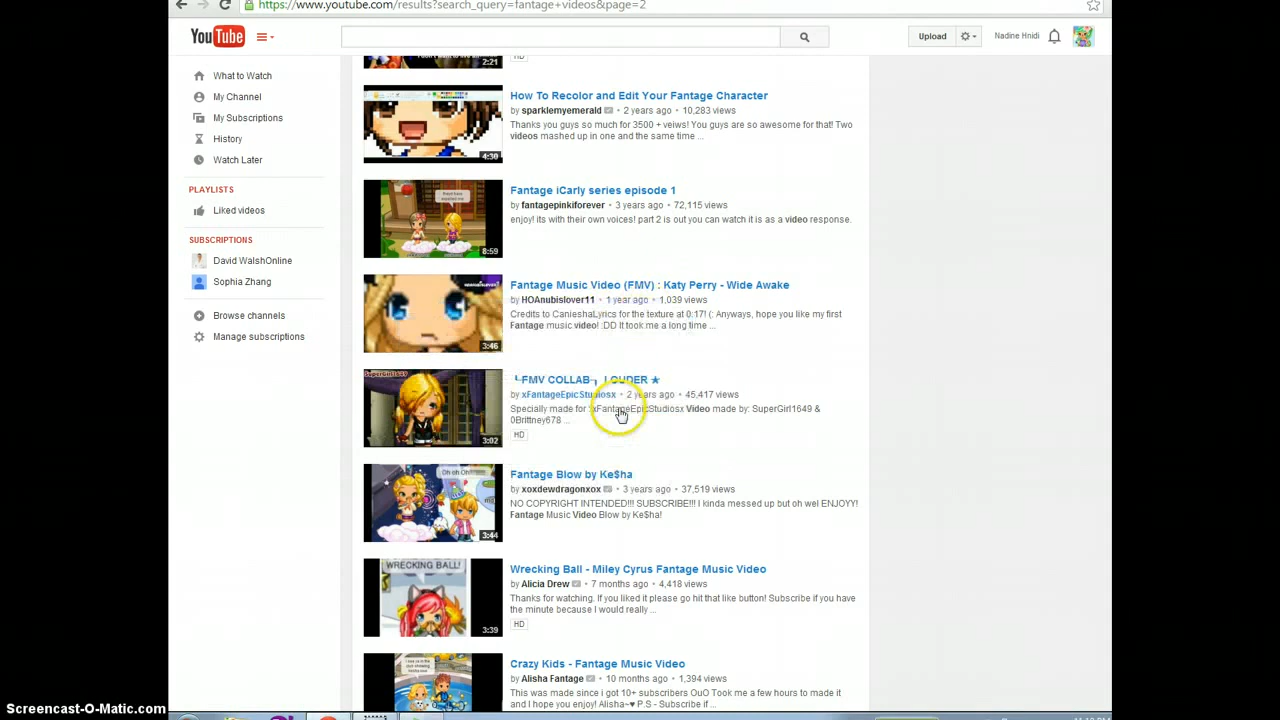 https://www.youtube.com/results?search_query=fantage+videos&page=2
YouTube
Upload
Nadine Hnidi
What to Watch
My Channel
My Subscriptions
History
Watch Later
PLAYLISTS
Liked videos
SUBSCRIPTIONS
David WalshOnline
Sophia Zhang
Browse channels
Manage subscriptions
2:21
HD
How To Recolor and Edit Your Fantage Character
by sparklemyemerald • 2 years ago • 10,283 views
Thanks you guys so much for 3500 + veiws! You guys are so awesome for that! Two
videos mashed up in one and the same time ...
4:30
Fantage iCarly series episode 1
by fantagepinkiforever • 3 years ago • 72,115 views
enjoy! its with their own voices! part 2 is out you can watch it is as a video response.
8:59
Fantage Music Video (FMV) : Katy Perry - Wide Awake
by HOAnubislover11 • 1 year ago • 1,039 views
Credits to CanieshaLyrics for the texture at 0:17! (: Anyways, hope you like my first
Fantage music video! :DD It took me a long time ...
3:46
┗FMV COLLAB┓ LOUDER ★
by xFantageEpicStudiosx • 2 years ago • 45,417 views
Specially made for :xFantageEpicStudiosx Video made by: SuperGirl1649 &
0Brittney678 ...
HD
SuperGirl1649
3:02
Fantage Blow by Ke$ha
by xoxdewdragonxox • 3 years ago • 37,519 views
NO COPYRIGHT INTENDED!!! SUBSCRIBE!!! I kinda messed up but oh wel ENJOYY!
Fantage Music Video Blow by Ke$ha!
3:44
Wrecking Ball - Miley Cyrus Fantage Music Video
by Alicia Drew • 7 months ago • 4,418 views
Thanks for watching. If you liked it please go hit that like button! Subscribe if you have
the minute because I would really ...
HD
WRECKING BALL!
3:39
Crazy Kids - Fantage Music Video
by Alisha Fantage • 10 months ago • 1,394 views
This was made since i got 10+ subscribers OuO Took me a few hours to made it
and I hope you enjoy! Alisha~♥ P.S - Subscribe if ...
Screencast-O-Matic.com